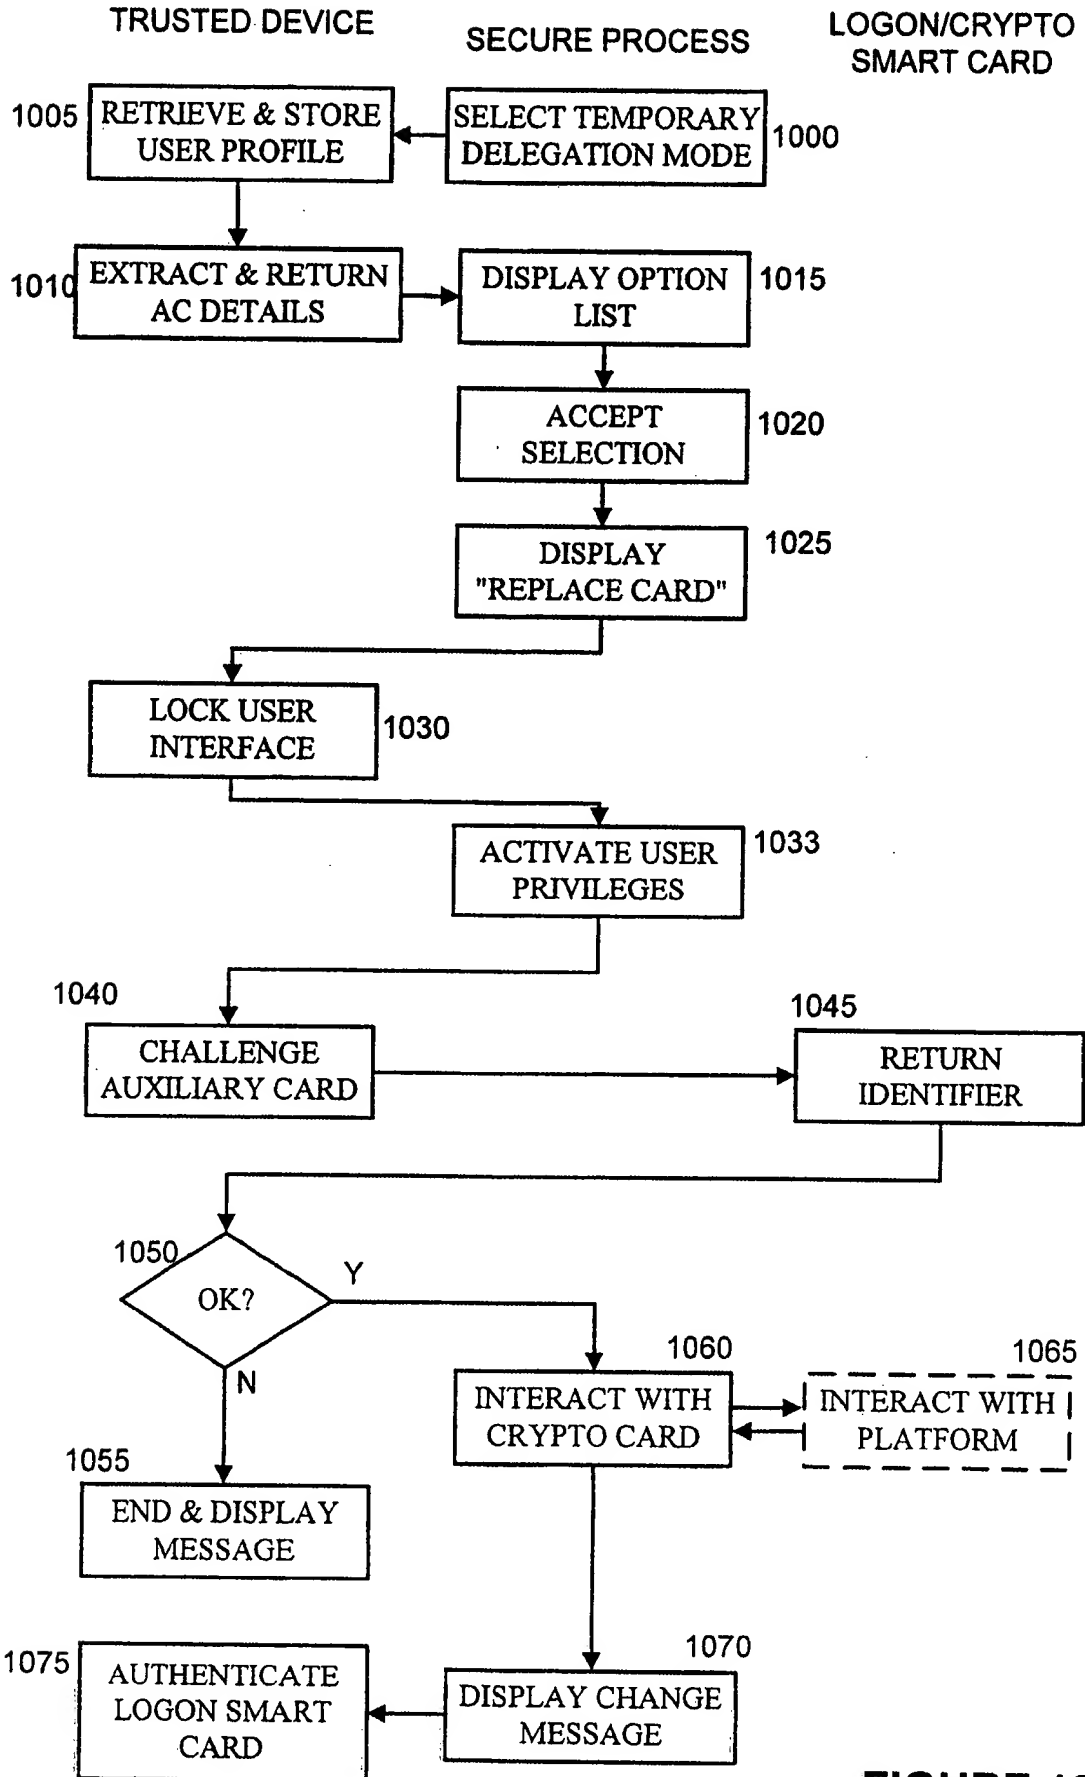 TRUSTED DEVICE
SECURE PROCESS
LOGON/CRYPTO
SMART CARD
1005
RETRIEVE & STORE
USER PROFILE
SELECT TEMPORARY
DELEGATION MODE
1000
1010
EXTRACT & RETURN
AC DETAILS
DISPLAY OPTION
LIST
1015
ACCEPT
SELECTION
1020
DISPLAY
"REPLACE CARD"
1025
LOCK USER
INTERFACE
1030
ACTIVATE USER
PRIVILEGES
1033
1040
CHALLENGE
AUXILIARY CARD
1045
RETURN
IDENTIFIER
1050
OK?
Y
N
1060
INTERACT WITH
CRYPTO CARD
1065
INTERACT WITH
PLATFORM
1055
END & DISPLAY
MESSAGE
1070
DISPLAY CHANGE
MESSAGE
1075
AUTHENTICATE
LOGON SMART
CARD
FIGURE